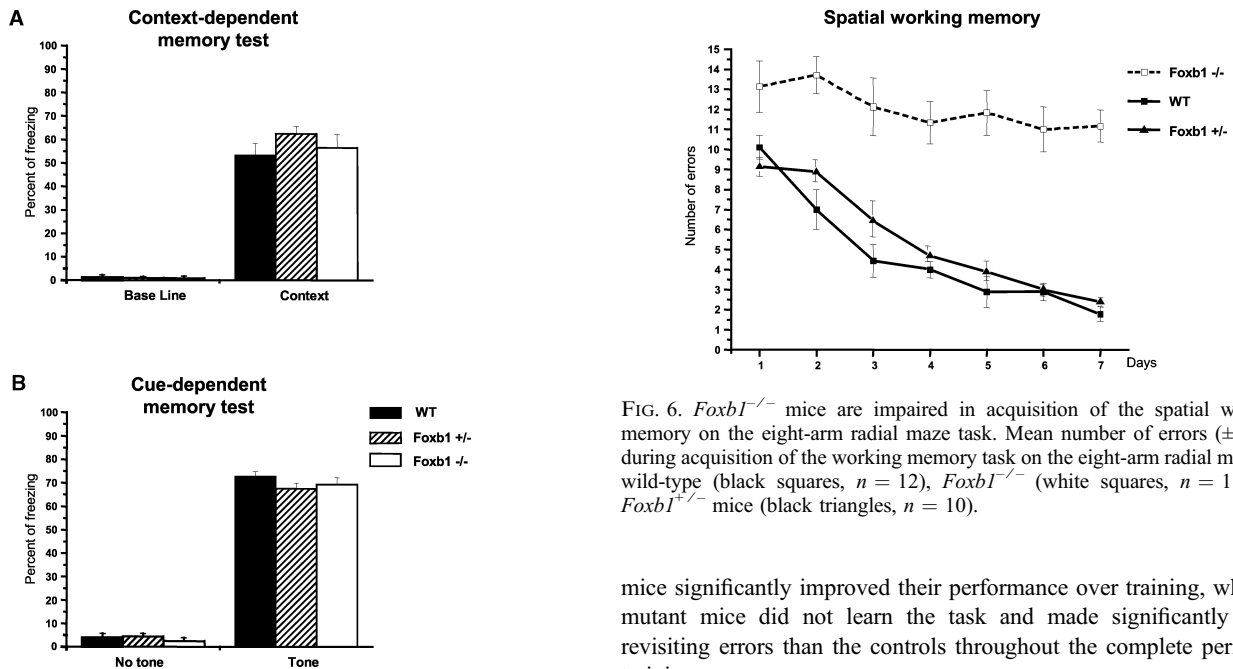 A
Context-dependent
memory test
100
90
80
70
60
50
40
30
20
10
0
Percent of freezing
Base Line
Context
B
Cue-dependent
memory test
100
90
80
70
60
50
40
30
20
10
0
Percent of freezing
No tone
Tone
WT
Foxb1 +/-
Foxb1 -/-
Spatial working memory
15
14
13
12
11
10
9
8
7
6
5
4
3
2
1
0
Number of errors
1 2 3 4 5 6 7 Days
Foxb1 -/-
WT
Foxb1 +/-
FIG. 6. Foxb1−/− mice are impaired in acquisition of the spatial w
memory on the eight-arm radial maze task. Mean number of errors (±
during acquisition of the working memory task on the eight-arm radial m
wild-type (black squares, n = 12), Foxb1−/− (white squares, n = 1
Foxb1+/− mice (black triangles, n = 10).
mice significantly improved their performance over training, wh
mutant mice did not learn the task and made significantly
revisiting errors than the controls throughout the complete per